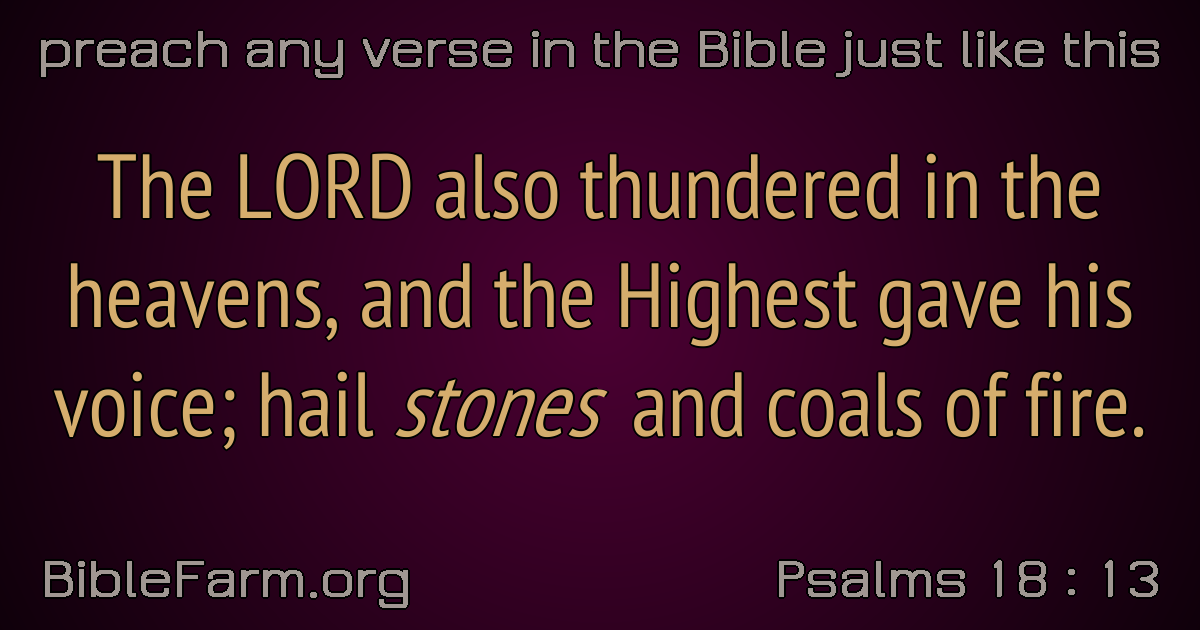 preach any verse in the Bible just like this
The LORD also thundered in the
heavens, and the Highest gave his
voice; hail stones and coals of fire.
BibleFarm.org
Psalms 18 : 13